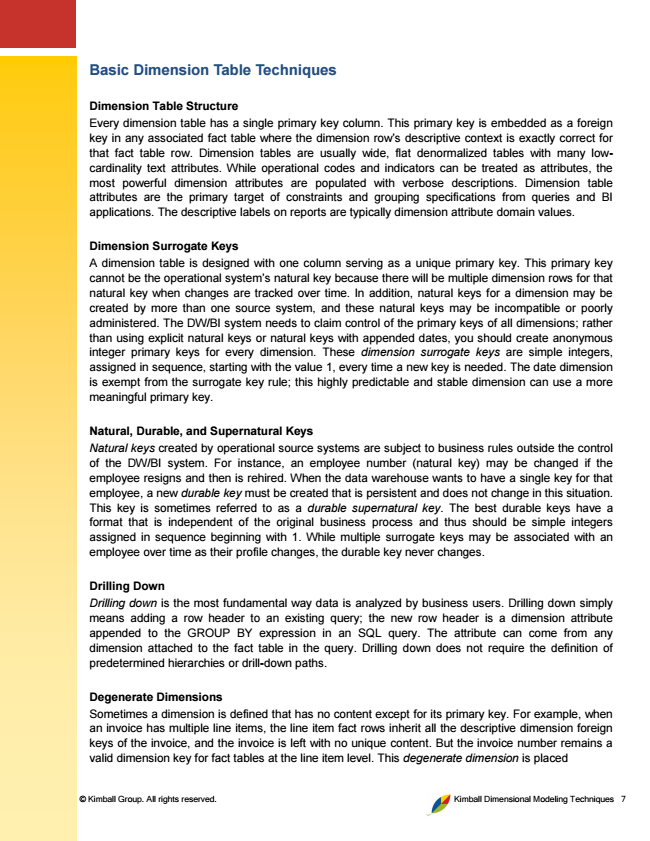 Basic Dimension Table Techniques
Dimension Table Structure
Every dimension table has a single primary key column. This primary key is embedded as a foreign
key in any associated fact table where the dimension row's descriptive context is exactly correct for
that fact table row. Dimension tables are usually wide, flat denormalized tables with many low-
cardinality text attributes. While operational codes and indicators can be treated as attributes, the
most powerful dimension attributes are populated with verbose descriptions. Dimension table
attributes are the primary target of constraints and grouping specifications from queries and BI
applications. The descriptive labels on reports are typically dimension attribute domain values.
Dimension Surrogate Keys
A dimension table is designed with one column serving as a unique primary key. This primary key
cannot be the operational system's natural key because there will be multiple dimension rows for that
natural key when changes are tracked over time. In addition, natural keys for a dimension may be
created by more than one source system, and these natural keys may be incompatible or poorly
administered. The DW/BI system needs to claim control of the primary keys of all dimensions; rather
than using explicit natural keys or natural keys with appended dates, you should create anonymous
integer primary keys for every dimension. These dimension surrogate keys are simple integers,
assigned in sequence, starting with the value 1, every time a new key is needed. The date dimension
is exempt from the surrogate key rule; this highly predictable and stable dimension can use a more
meaningful primary key.
Natural, Durable, and Supernatural Keys
Natural keys created by operational source systems are subject to business rules outside the control
of the DW/BI system. For instance, an employee number (natural key) may be changed if the
employee resigns and then is rehired. When the data warehouse wants to have a single key for that
employee, a new durable key must be created that is persistent and does not change in this situation.
This key is sometimes referred to as a durable supernatural key. The best durable keys have a
format that is independent of the original business process and thus should be simple integers
assigned in sequence beginning with 1. While multiple surrogate keys may be associated with an
employee over time as their profile changes, the durable key never changes.
Drilling Down
Drilling down is the most fundamental way data is analyzed by business users. Drilling down simply
means adding a row header to an existing query; the new row header is a dimension attribute
appended to the GROUP BY expression in an SQL query. The attribute can come from any
dimension attached to the fact table in the query. Drilling down does not require the definition of
predetermined hierarchies or drill-down paths.
Degenerate Dimensions
Sometimes a dimension is defined that has no content except for its primary key. For example, when
an invoice has multiple line items, the line item fact rows inherit all the descriptive dimension foreign
keys of the invoice, and the invoice is left with no unique content. But the invoice number remains a
valid dimension key for fact tables at the line item level. This degenerate dimension is placed
© Kimball Group. All rights reserved. Kimball Dimensional Modeling Techniques 7